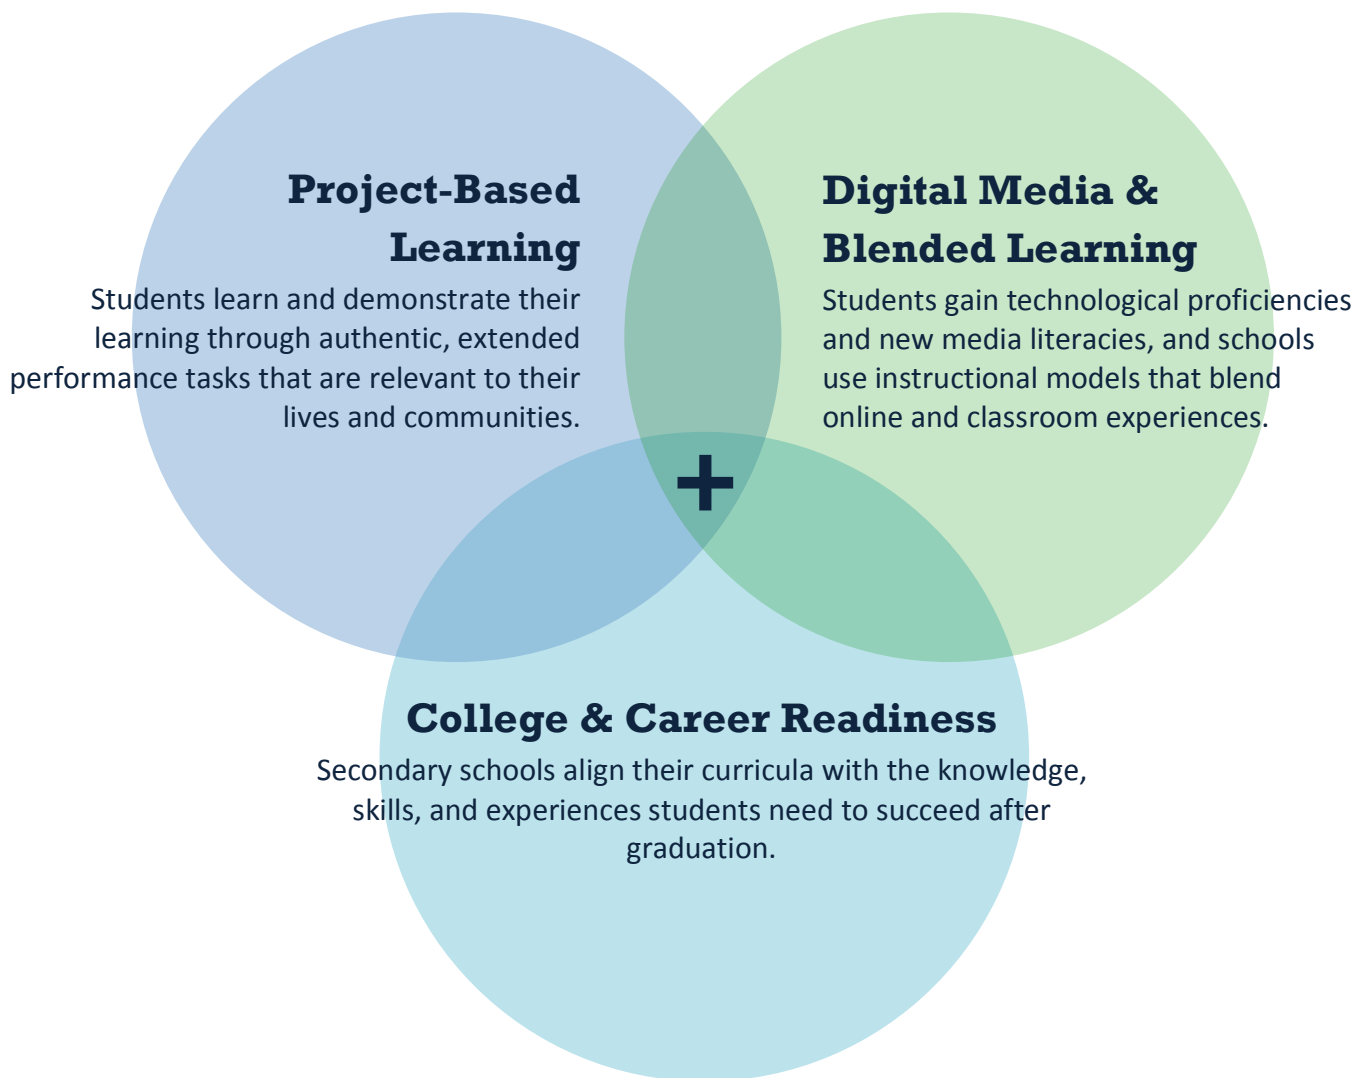 Project-Based
Learning
Students learn and demonstrate their
learning through authentic, extended
performance tasks that are relevant to their
lives and communities.
Digital Media &
Blended Learning
Students gain technological proficiencies
and new media literacies, and schools
use instructional models that blend
online and classroom experiences.
+
College & Career Readiness
Secondary schools align their curricula with the knowledge,
skills, and experiences students need to succeed after
graduation.